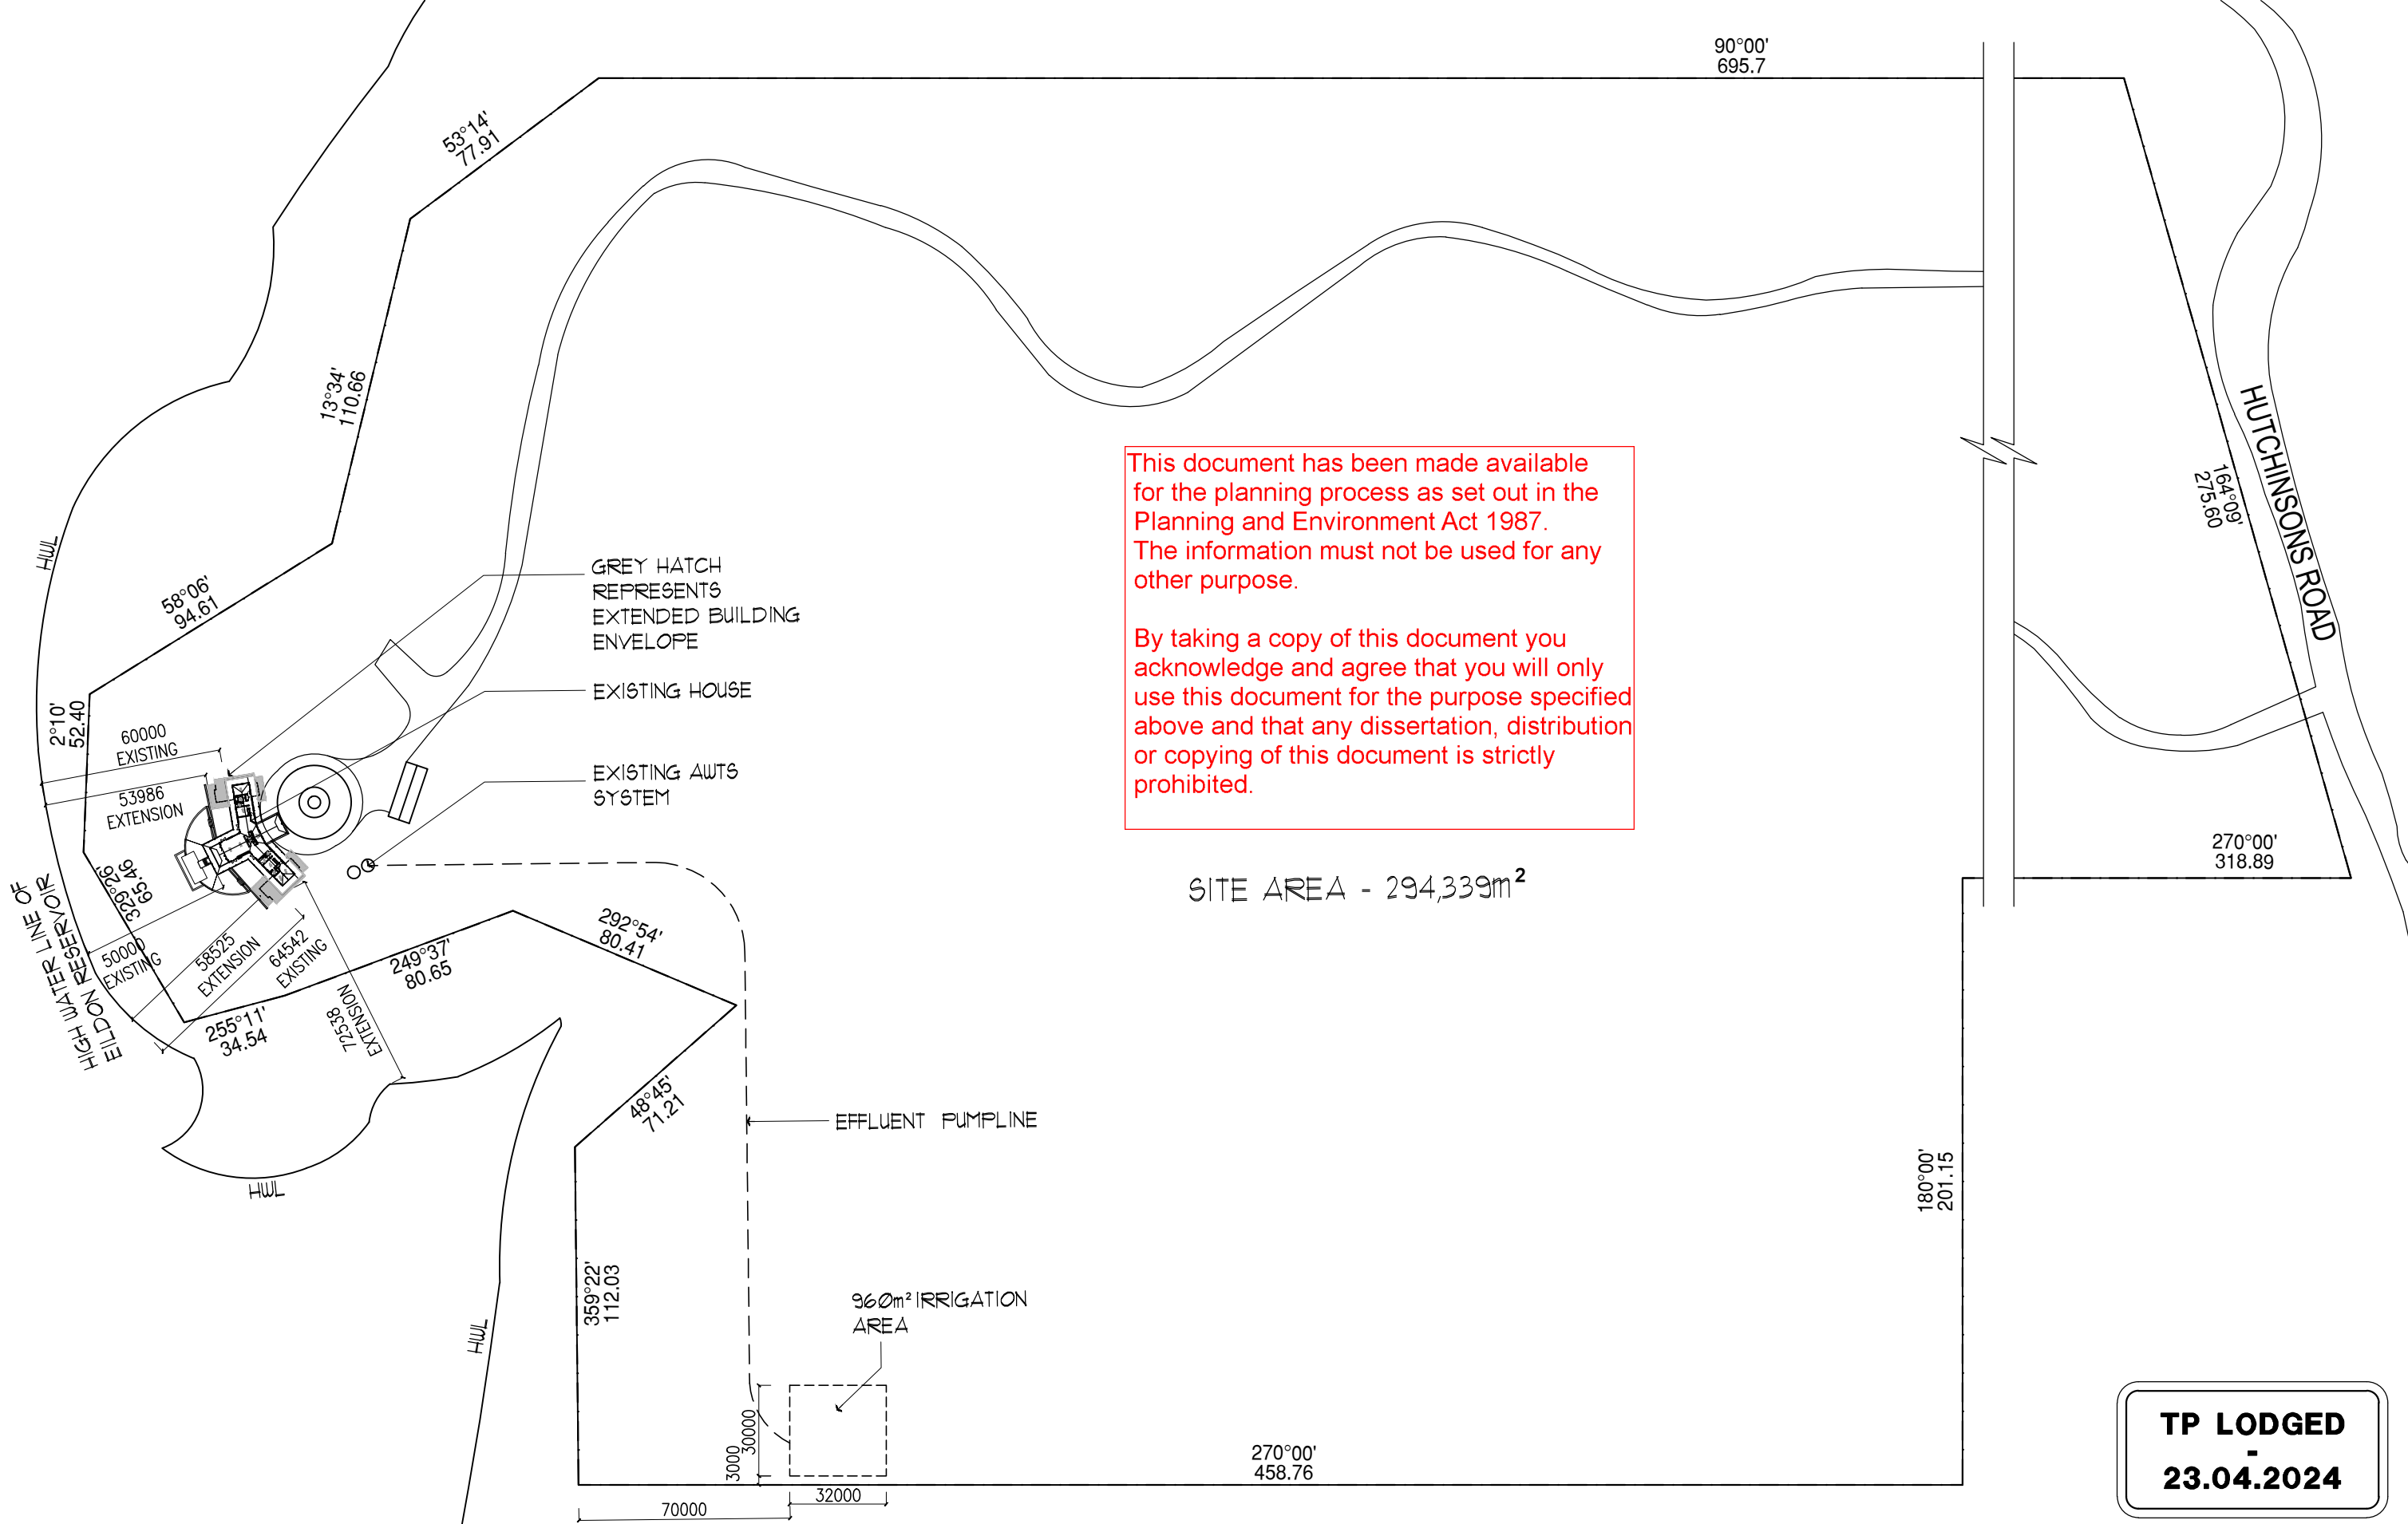 90°00'
695.7
53°14'
77.91
13°34'
110.66
HWL
58°06'
94.61
2°10'
52.40
GREY HATCH
REPRESENTS
EXTENDED BUILDING
ENVELOPE
EXISTING HOUSE
EXISTING AWTS
SYSTEM
60000
EXISTING
53986
EXTENSION
329°26'
65.46
HIGH WATER LINE OF
EILDON RESERVOIR
50000
EXISTING
58525
EXTENSION
64542
EXISTING
72538
EXTENSION
255°11'
34.54
249°37'
80.65
292°54'
80.41
48°45'
71.21
HWL
HWL
359°22'
112.03
EFFLUENT PUMPLINE
960m² IRRIGATION
AREA
30000
3000
32000
70000
270°00'
458.76
180°00'
201.15
This document has been made available
for the planning process as set out in the
Planning and Environment Act 1987.
The information must not be used for any
other purpose.
By taking a copy of this document you
acknowledge and agree that you will only
use this document for the purpose specified
above and that any dissertation, distribution
or copying of this document is strictly
prohibited.
SITE AREA - 294,339m²
164°09'
275.60
HUTCHINSONS ROAD
270°00'
318.89
TP LODGED
-
23.04.2024